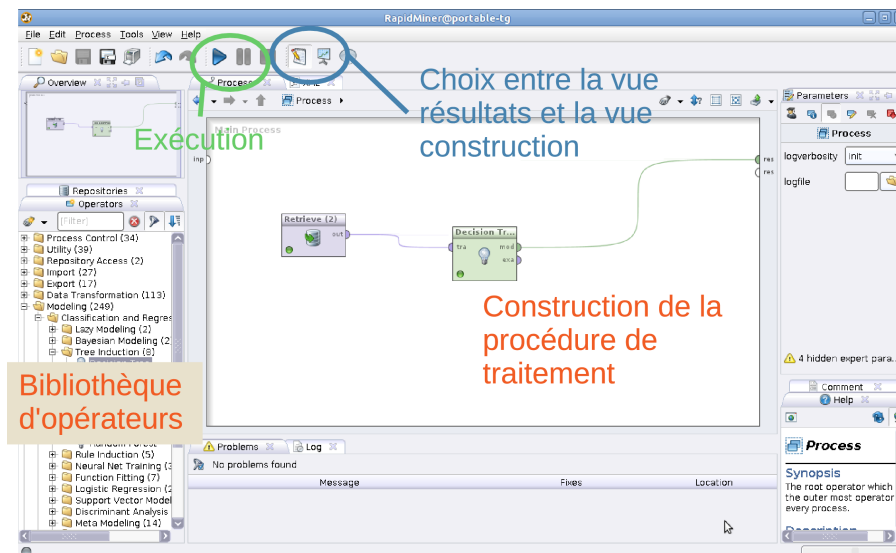 RapidMiner@portable-tg
File Edit Process Tools View Help
Overview
Process
XML
Process
Choix entre la vue
résultats et la vue
construction
Exécution
Main Process
inp
res
res
Parameters
Process
logverbosity init
logfile
Repositories
Operators
[Filter]
Process Control (34)
Utility (39)
Repository Access (2)
Import (27)
Export (17)
Data Transformation (113)
Modeling (249)
Classification and Regres
Lazy Modeling (2)
Bayesian Modeling (2
Tree Induction (8)
Retrieve (2)
out
Decision Tr...
tra mod
exa
Construction de la
procédure de
traitement
Bibliothèque
d'opérateurs
Random Forest
Rule Induction (5)
Neural Net Training (3
Function Fitting (7)
Logistic Regression (2
Support Vector Model
Discriminant Analysis
Meta Modeling (14)
4 hidden expert para..
Comment
Help
Process
Synopsis
The root operator which
the outer most operator
every process.
Description
Problems
Log
No problems found
Message Fixes Location